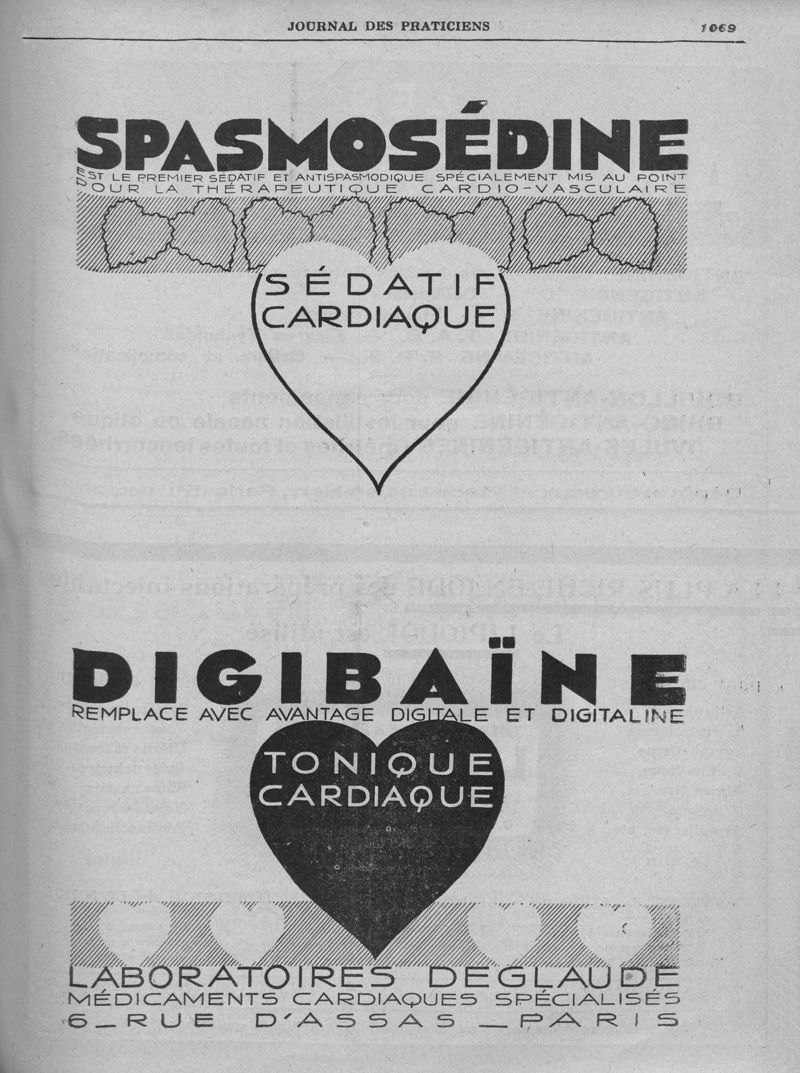 JOURNAL DES PRATICIENS 1069
SPASMOSÉDINE
EST LE PREMIER SÉDATIF ET ANTISPASMODIQUE SPÉCIALEMENT MIS AU POINT
POUR LA THÉRAPEUTIQUE CARDIO-VASCULAIRE
SÉDATIF
CARDIAQUE
DIGIBAÏNE
REMPLACE AVEC AVANTAGE DIGITALE ET DIGITALINE
TONIQUE
CARDIAQUE
LABORATOIRES DEGLAUDE
MÉDICAMENTS CARDIAQUES SPÉCIALISÉS
6_RUE D'ASSAS _PARIS